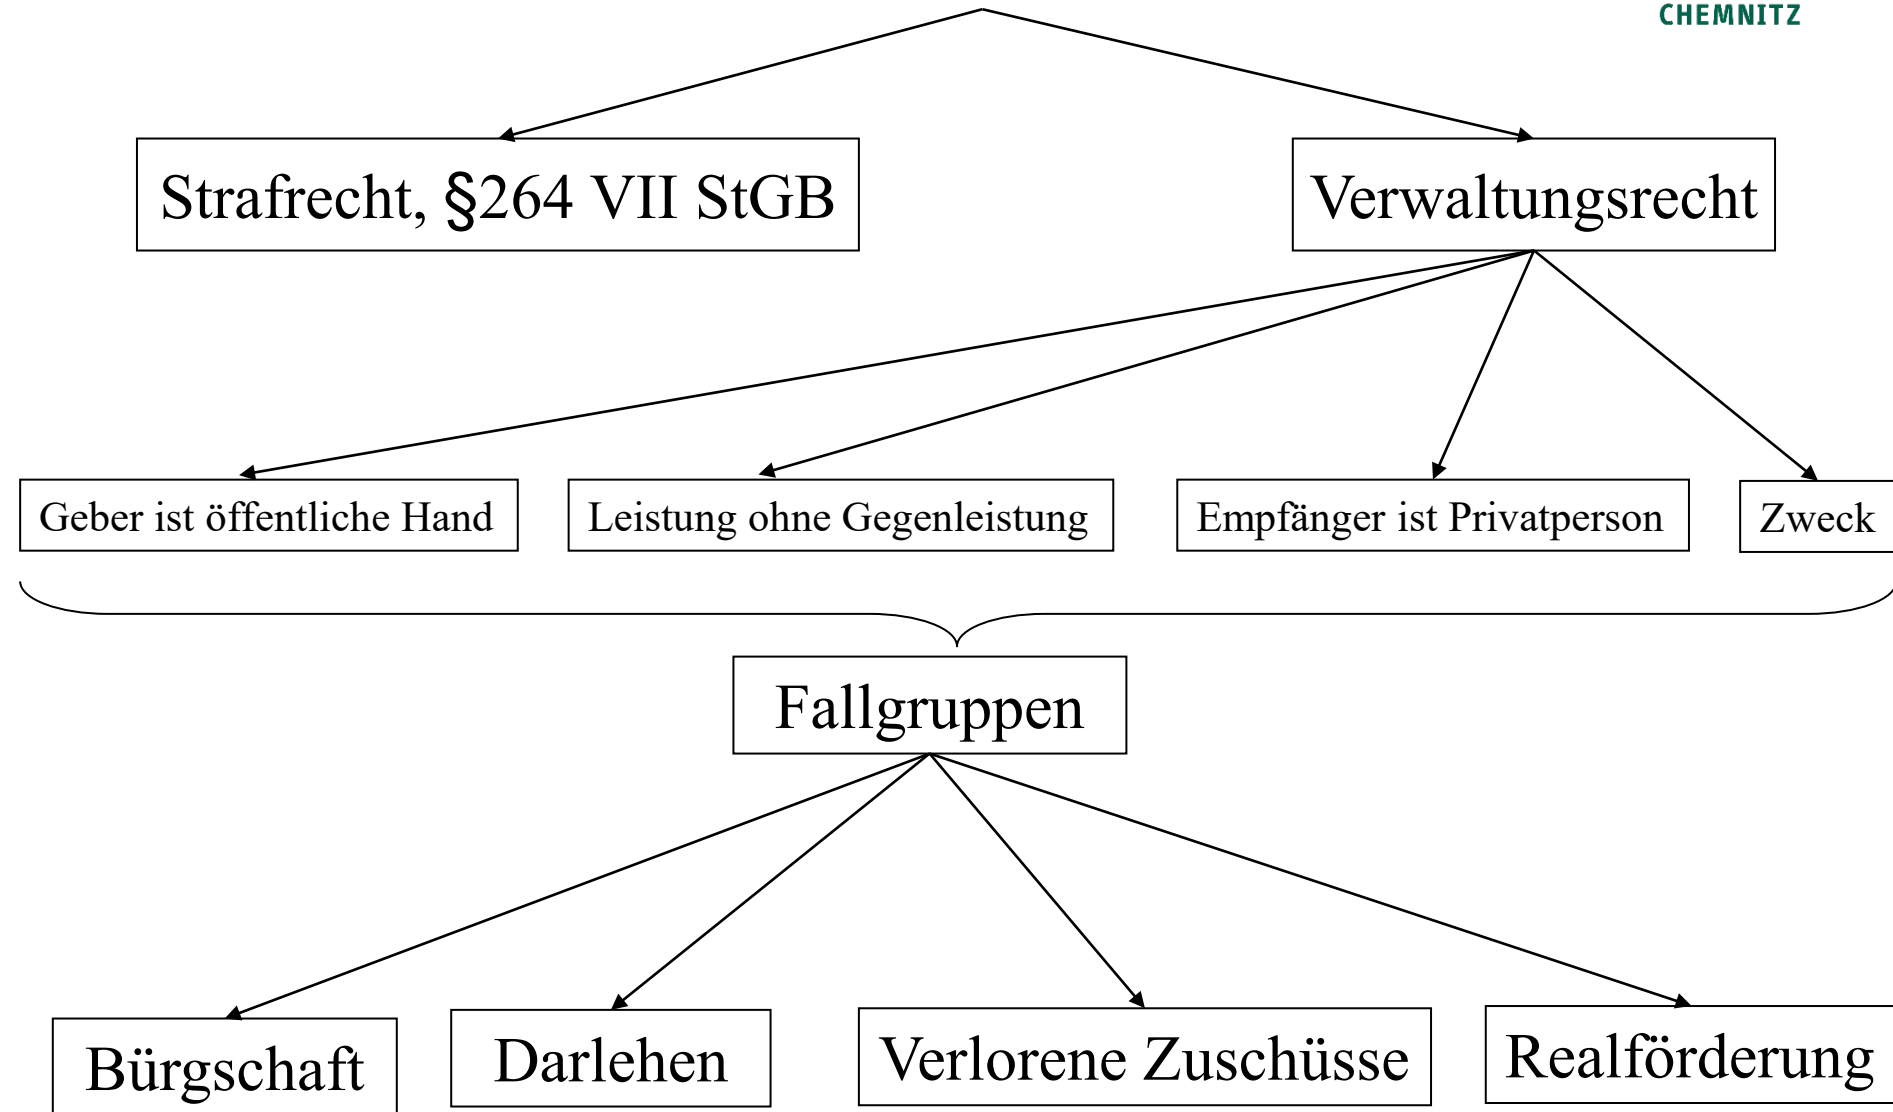 CHEMNITZ
Strafrecht, §264 VII StGB
Verwaltungsrecht
Geber ist öffentliche Hand
Leistung ohne Gegenleistung
Empfänger ist Privatperson
Zweck
Fallgruppen
Bürgschaft
Darlehen
Verlorene Zuschüsse
Realförderung